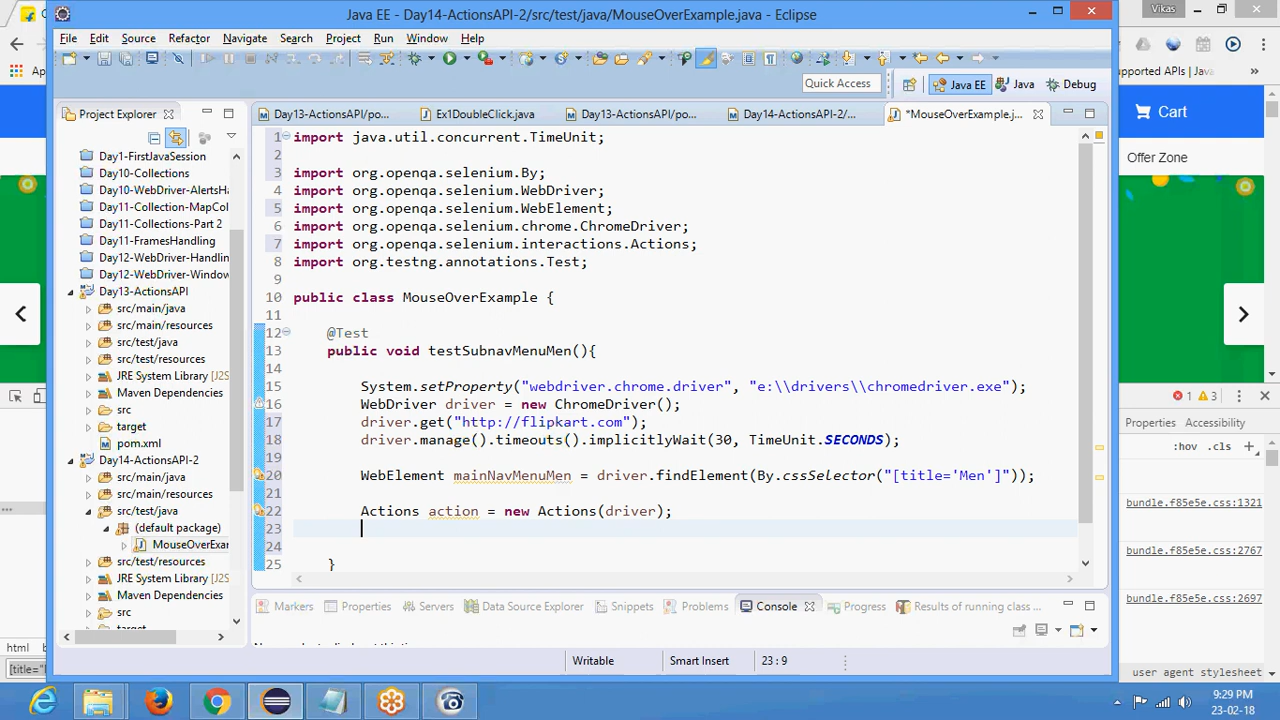 Java EE - Day14-ActionsAPI-2/src/test/java/MouseOverExample.java - Eclipse
Vikas
File Edit Source Refactor Navigate Search Project Run Window Help
Quick Access
Java EE
Java
Debug
Cart
Offer Zone
Project Explorer
Day1-FirstJavaSession
Day10-Collections
Day10-WebDriver-AlertsHa
Day11-Collection-MapCol
Day11-Collections-Part 2
Day11-FramesHandling
Day12-WebDriver-Handlin
Day12-WebDriver-Window
Day13-ActionsAPI
src/main/java
src/main/resources
src/test/java
src/test/resources
JRE System Library [J2S
Maven Dependencies
src
target
pom.xml
Day14-ActionsAPI-2
src/main/java
src/main/resources
src/test/java
(default package)
MouseOverExar
src/test/resources
JRE System Library [J2S
Maven Dependencies
src
Day13-ActionsAPI/po...
Ex1DoubleClick.java
Day13-ActionsAPI/po...
Day14-ActionsAPI-2/...
*MouseOverExample.j...
1 import java.util.concurrent.TimeUnit;
2
3 import org.openqa.selenium.By;
4 import org.openqa.selenium.WebDriver;
5 import org.openqa.selenium.WebElement;
6 import org.openqa.selenium.chrome.ChromeDriver;
7 import org.openqa.selenium.interactions.Actions;
8 import org.testng.annotations.Test;
9
10 public class MouseOverExample {
11
12 @Test
13 public void testSubnavMenuMen(){
14
15 System.setProperty("webdriver.chrome.driver", "e:\\drivers\\chromedriver.exe");
16 WebDriver driver = new ChromeDriver();
17 driver.get("http://flipkart.com");
18 driver.manage().timeouts().implicitlyWait(30, TimeUnit.SECONDS);
19
20 WebElement mainNavMenuMen = driver.findElement(By.cssSelector("[title='Men']"));
21
22 Actions action = new Actions(driver);
23
24
25 }
Markers
Properties
Servers
Data Source Explorer
Snippets
Problems
Console
Progress
Results of running class ...
Writable
Smart Insert
23 : 9
1 3
Properties Accessibility
:hov .cls +
bundle.f85e5e.css:1321
bundle.f85e5e.css:2767
bundle.f85e5e.css:2697
user agent stylesheet
html
9:29 PM
23-02-18